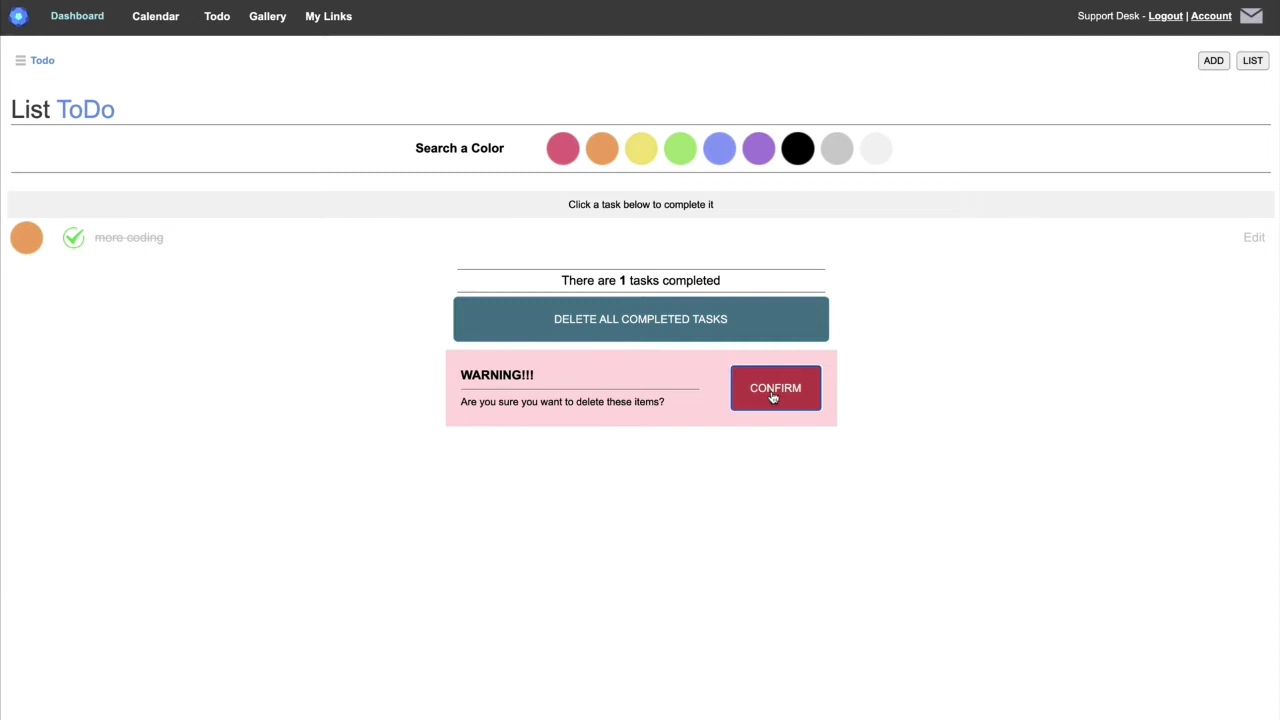 Dashboard Calendar Todo Gallery My Links Support Desk - Logout | Account
Todo ADD LIST
List ToDo
Search a Color
Click a task below to complete it
more coding Edit
There are 1 tasks completed
DELETE ALL COMPLETED TASKS
WARNING!!!
CONFIRM
Are you sure you want to delete these items?